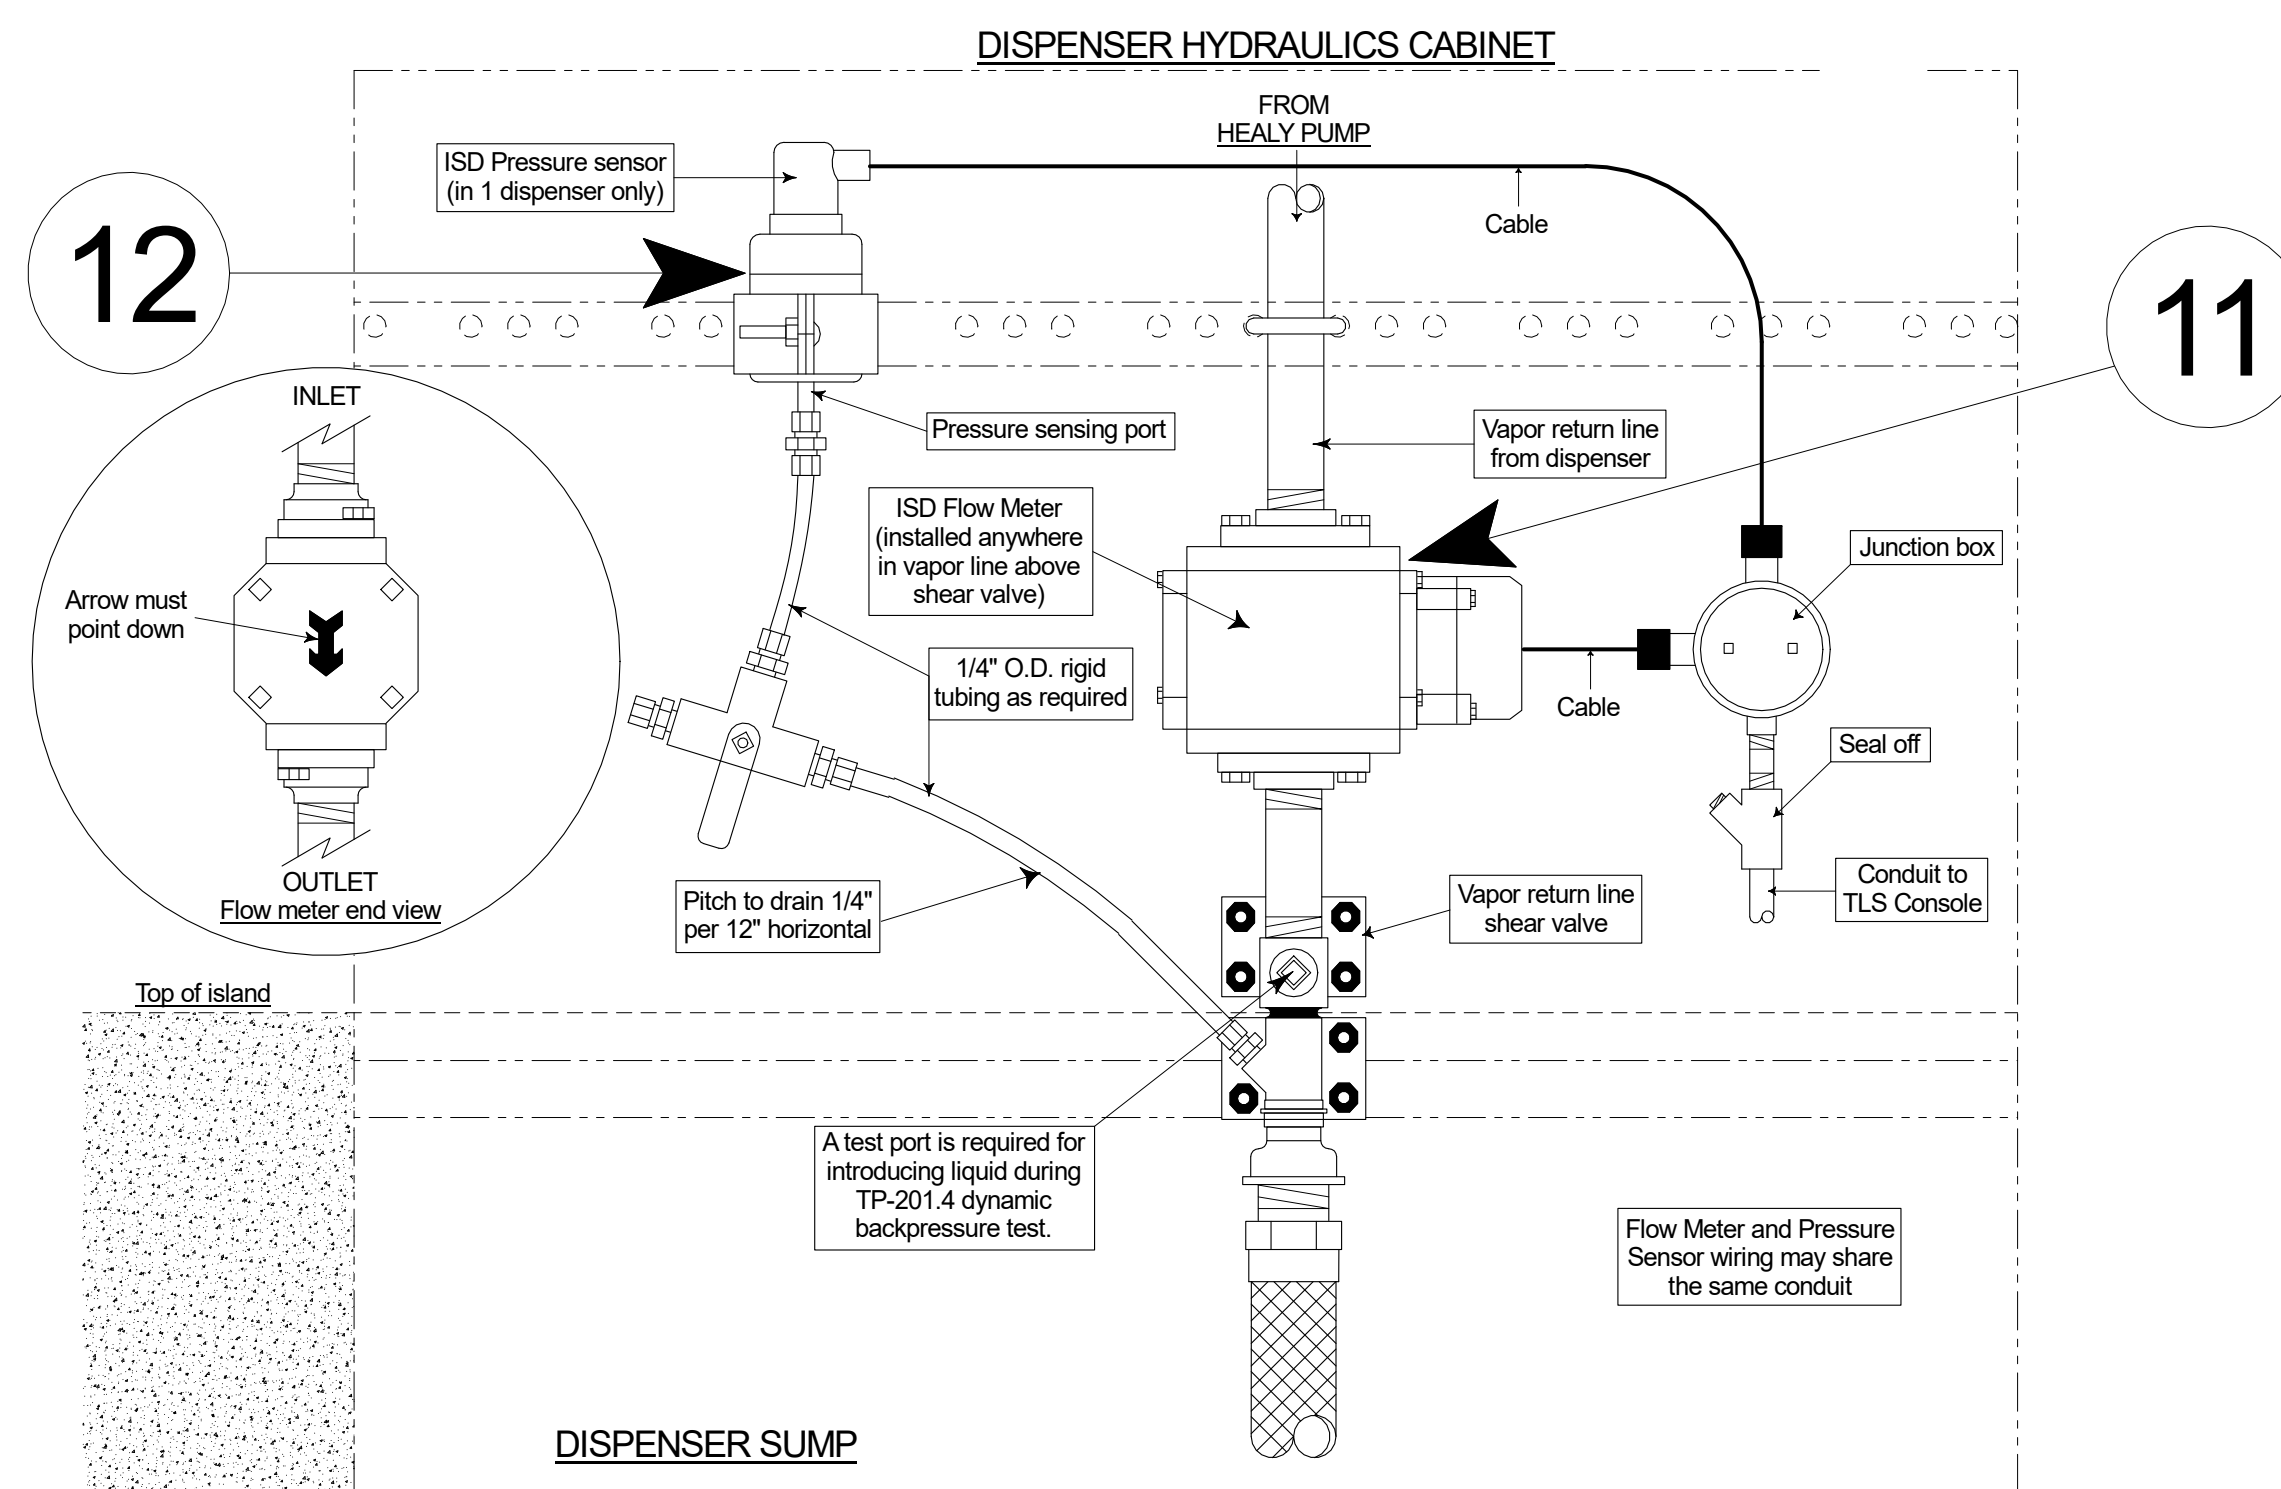 DISPENSER HYDRAULICS CABINET
FROM
HEALY PUMP
ISD Pressure sensor
(in 1 dispenser only)
Cable
12
11
INLET
Pressure sensing port
Vapor return line
from dispenser
ISD Flow Meter
(installed anywhere
in vapor line above
shear valve)
Junction box
Arrow must
point down
1/4" O.D. rigid
tubing as required
Cable
Seal off
OUTLET
Flow meter end view
Pitch to drain 1/4"
per 12" horizontal
Vapor return line
shear valve
Conduit to
TLS Console
Top of island
A test port is required for
introducing liquid during
TP-201.4 dynamic
backpressure test.
Flow Meter and Pressure
Sensor wiring may share
the same conduit
DISPENSER SUMP